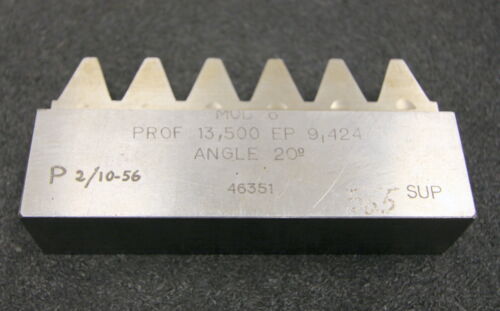 MOD 6
PROF 13,500 EP 9,424
ANGLE 20º
P 2/10-56
46351
SUP